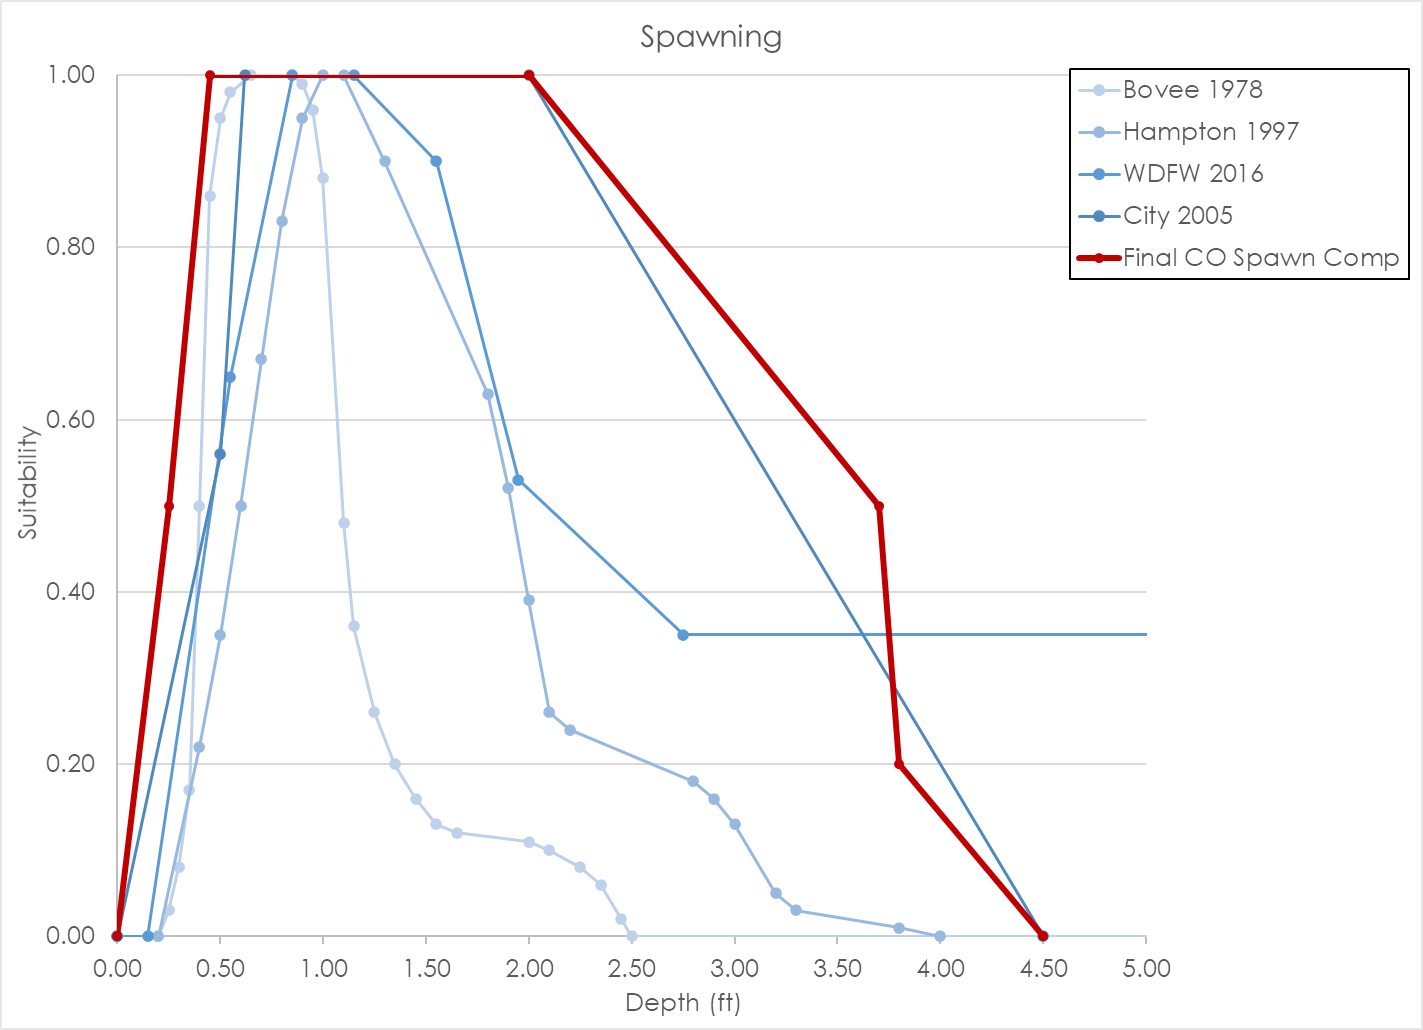 Spawning
1.00
0.80
0.60
0.40
0.20
0.00
Suitability
0.00 0.50 1.00 1.50 2.00 2.50 3.00 3.50 4.00 4.50 5.00
Depth (ft)
Bovee 1978
Hampton 1997
WDFW 2016
City 2005
Final CO Spawn Comp